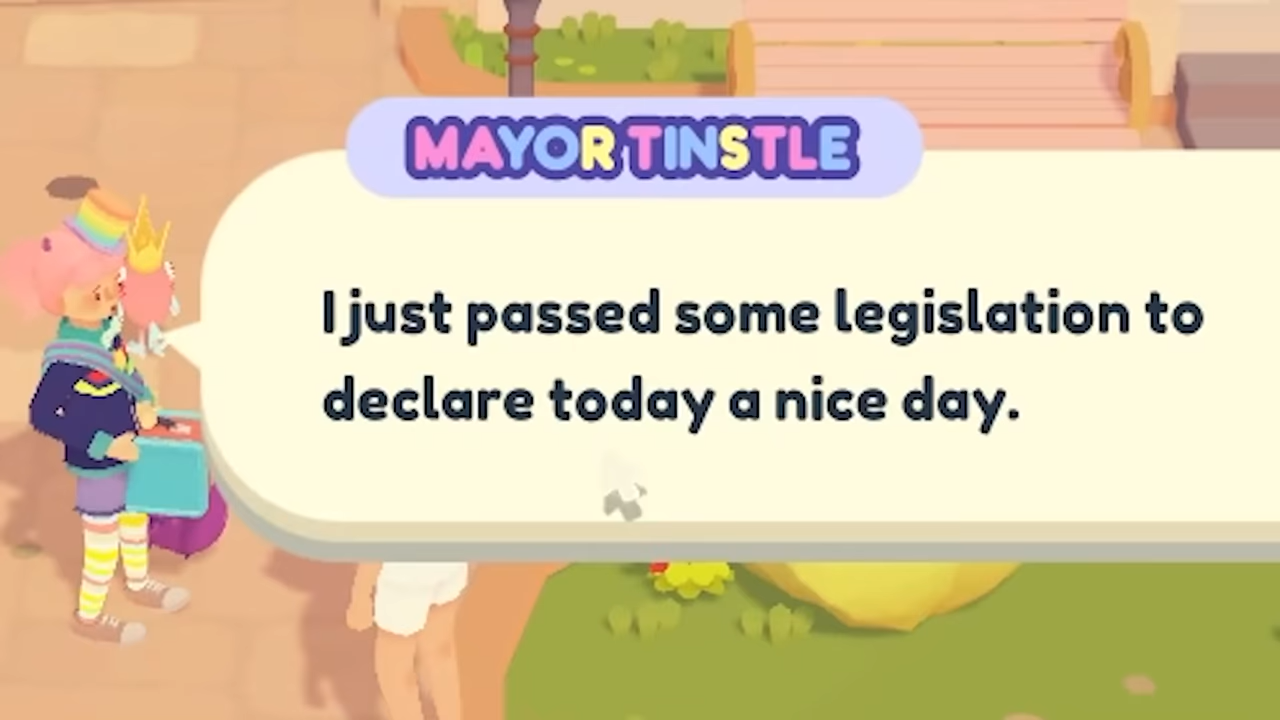 MAYOR TINSTLE
I just passed some legislation to
declare today a nice day.